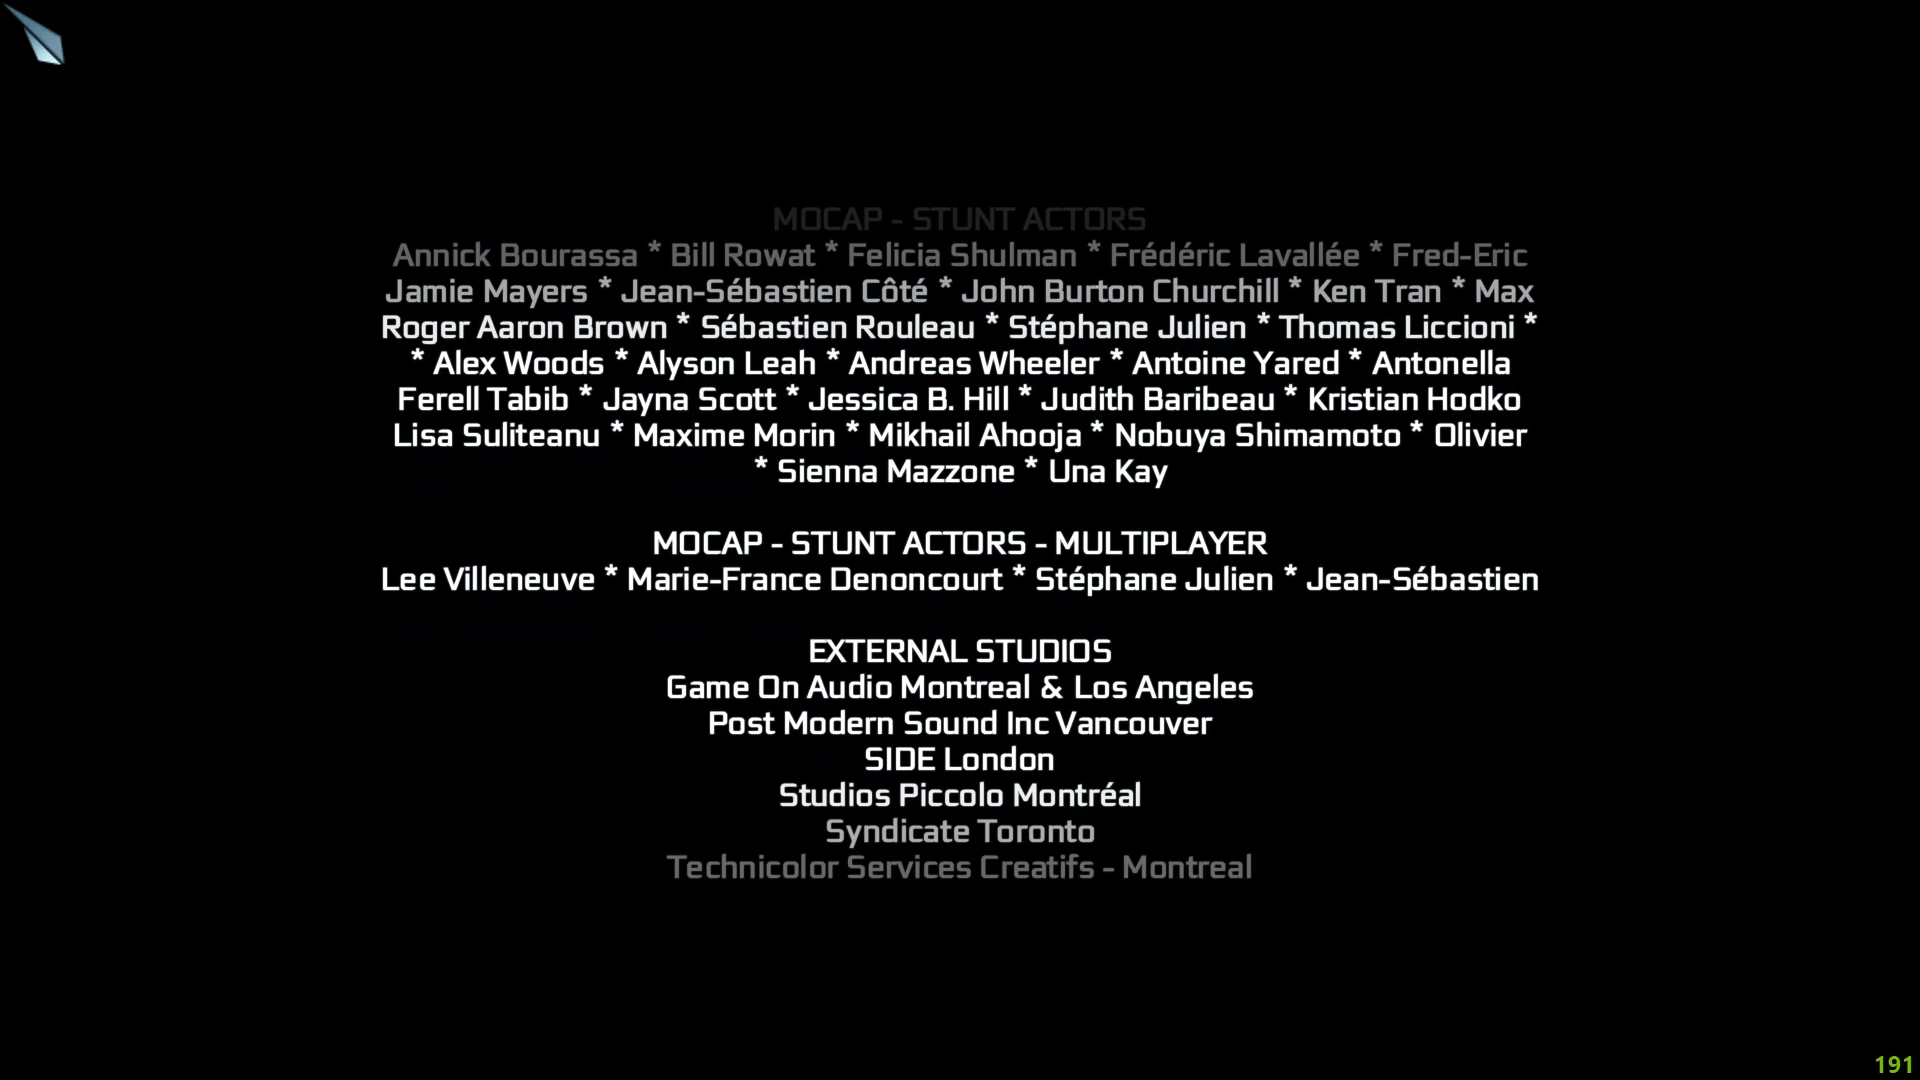 MOCAP - STUNT ACTORS
Annick Bourassa * Bill Rowat * Felicia Shulman * Frédéric Lavallée * Fred-Eric
Jamie Mayers * Jean-Sébastien Côté * John Burton Churchill * Ken Tran * Max
Roger Aaron Brown * Sébastien Rouleau * Stéphane Julien * Thomas Liccioni *
* Alex Woods * Alyson Leah * Andreas Wheeler * Antoine Yared * Antonella
Ferell Tabib * Jayna Scott * Jessica B. Hill * Judith Baribeau * Kristian Hodko
Lisa Suliteanu * Maxime Morin * Mikhail Ahooja * Nobuya Shimamoto * Olivier
* Sienna Mazzone * Una Kay
MOCAP - STUNT ACTORS - MULTIPLAYER
Lee Villeneuve * Marie-France Denoncourt * Stéphane Julien * Jean-Sébastien
EXTERNAL STUDIOS
Game On Audio Montreal & Los Angeles
Post Modern Sound Inc Vancouver
SIDE London
Studios Piccolo Montréal
Syndicate Toronto
Technicolor Services Creatifs - Montreal
191